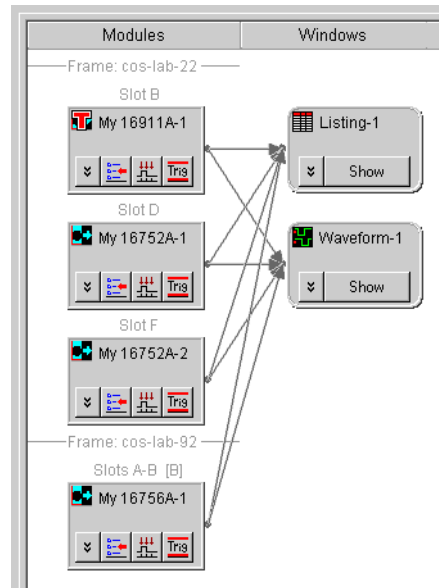 Modules Windows
Frame: cos-lab-22
Slot B
My 16911A-1 Listing-1
Trig Show
Slot D
My 16752A-1 Waveform-1
Trig Show
Slot F
My 16752A-2
Trig
Frame: cos-lab-92
Slots A-B [B]
My 16756A-1
Trig